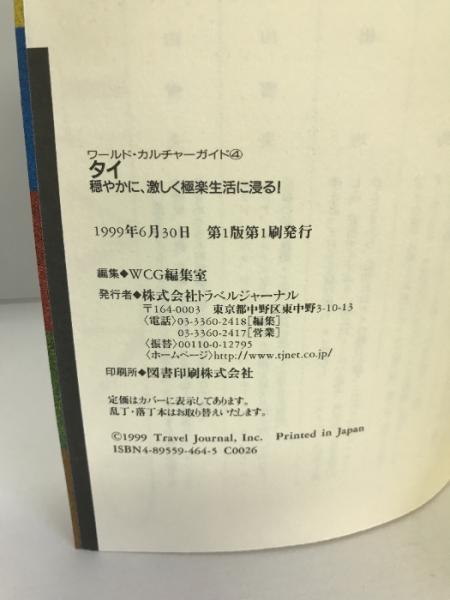 ワールド・カルチャーガイド④
タイ
穏やかに、激しく極楽生活に浸る!
1999年6月30日 第1版第1刷発行
編集◆WCG編集室
発行者◆株式会社トラベルジャーナル
〒164-0003 東京都中野区東中野3-10-13
〈電話〉03-3360-2418[編集]
03-3360-2417[営業]
〈振替〉00110-0-12795
〈ホームページ〉http://www.tjnet.co.jp/
印刷所◆図書印刷株式会社
定価はカバーに表示してあります。
乱丁・落丁本はお取り替えいたします。
©1999 Travel Journal, Inc. Printed in Japan
ISBN4-89559-464-5 C0026